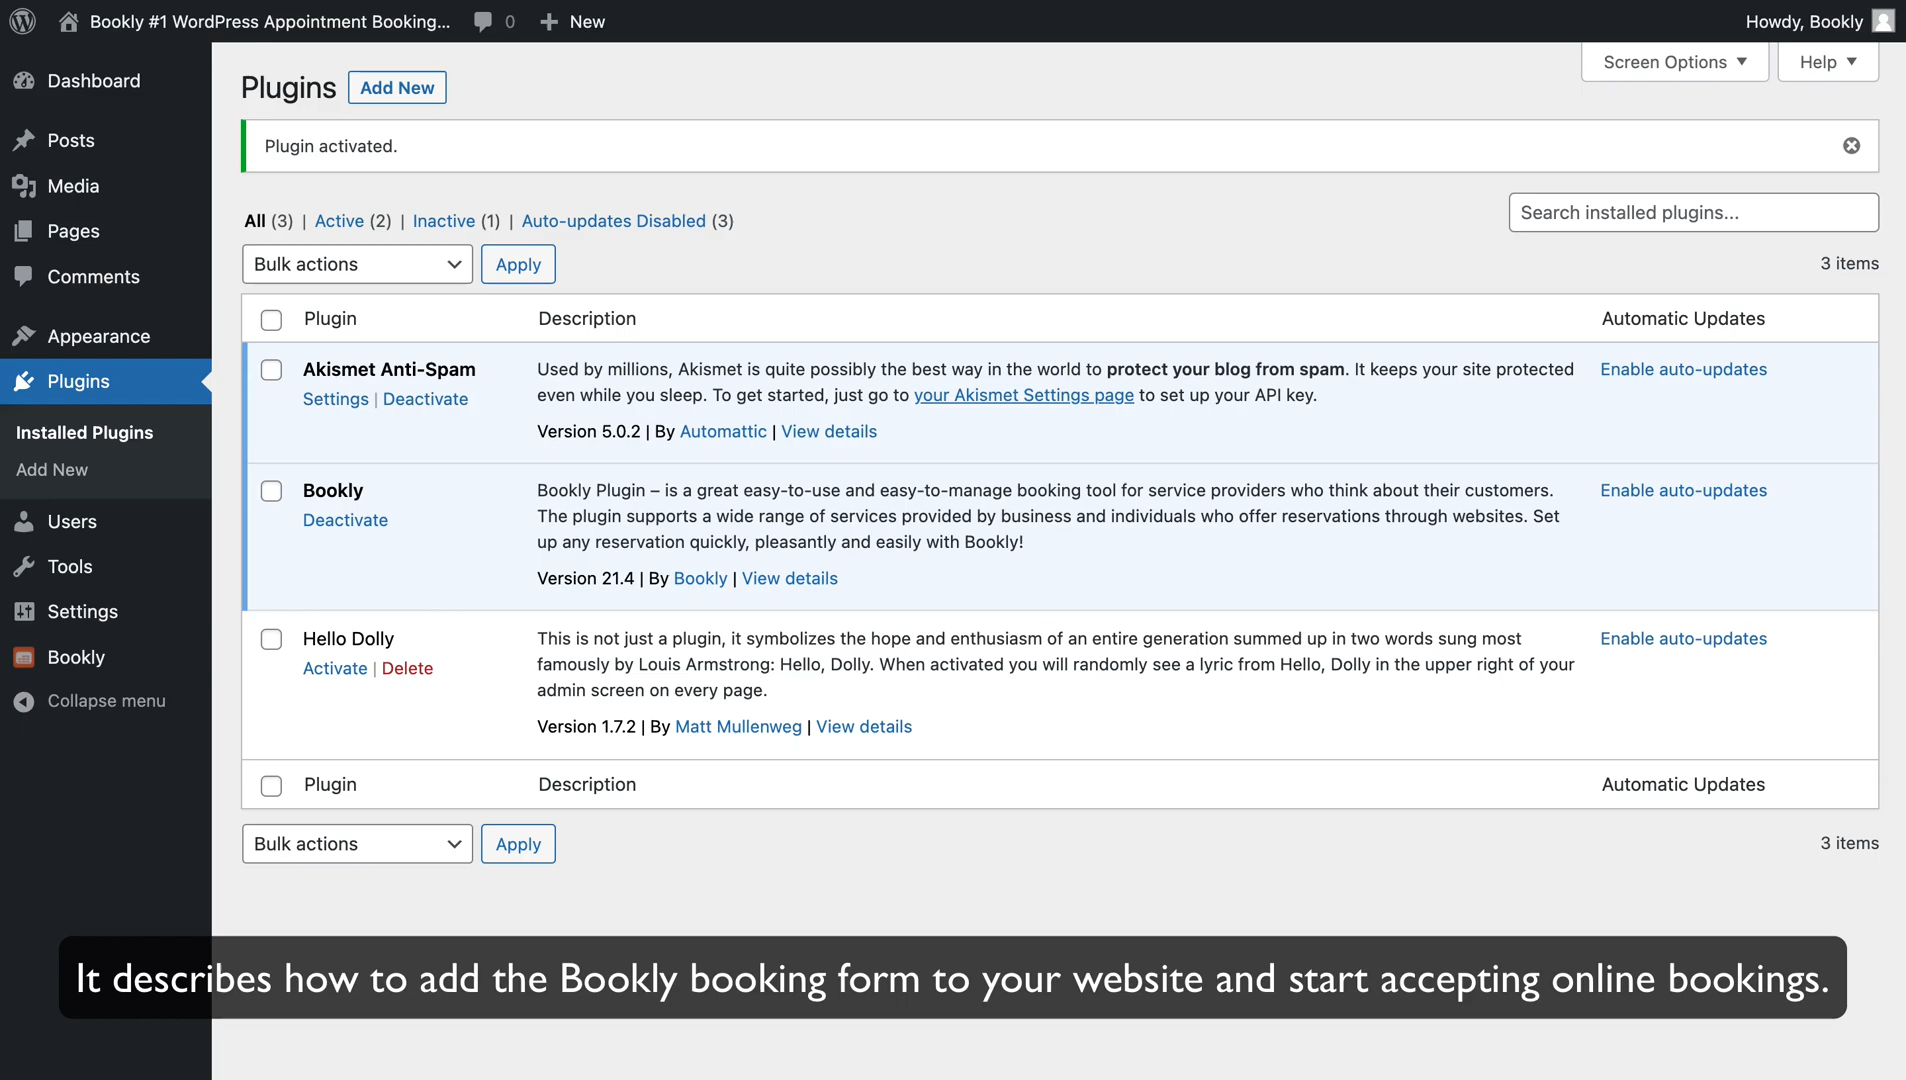 Bookly #1 WordPress Appointment Booking... 0 New Howdy, Bookly
Screen Options Help
Dashboard
Posts
Media
Pages
Comments
Appearance
Plugins
Installed Plugins
Add New
Users
Tools
Settings
Bookly
Collapse menu
Plugins Add New
Plugin activated.
All (3) | Active (2) | Inactive (1) | Auto-updates Disabled (3)
Search installed plugins...
Bulk actions Apply 3 items
Plugin Description Automatic Updates
Akismet Anti-Spam
Settings | Deactivate
Used by millions, Akismet is quite possibly the best way in the world to protect your blog from spam. It keeps your site protected
even while you sleep. To get started, just go to your Akismet Settings page to set up your API key.
Version 5.0.2 | By Automattic | View details
Enable auto-updates
Bookly
Deactivate
Bookly Plugin – is a great easy-to-use and easy-to-manage booking tool for service providers who think about their customers.
The plugin supports a wide range of services provided by business and individuals who offer reservations through websites. Set
up any reservation quickly, pleasantly and easily with Bookly!
Version 21.4 | By Bookly | View details
Enable auto-updates
Hello Dolly
Activate | Delete
This is not just a plugin, it symbolizes the hope and enthusiasm of an entire generation summed up in two words sung most
famously by Louis Armstrong: Hello, Dolly. When activated you will randomly see a lyric from Hello, Dolly in the upper right of your
admin screen on every page.
Version 1.7.2 | By Matt Mullenweg | View details
Enable auto-updates
Plugin Description Automatic Updates
Bulk actions Apply 3 items
It describes how to add the Bookly booking form to your website and start accepting online bookings.